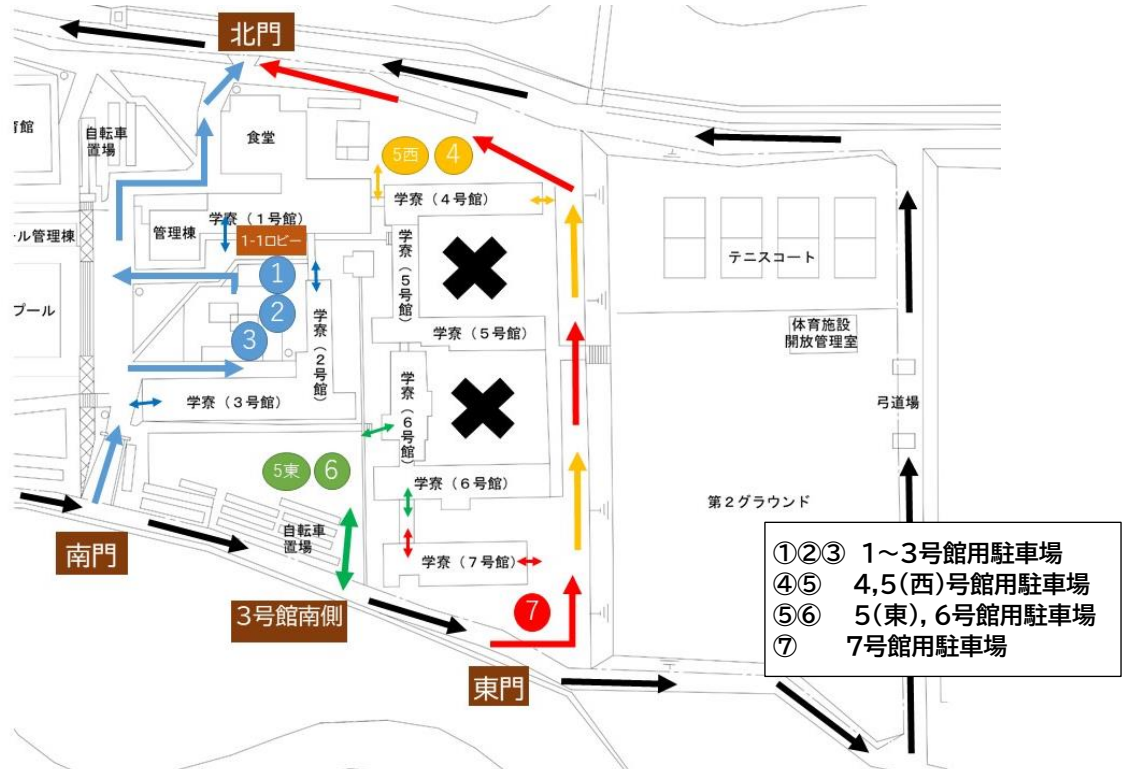 北門
育館
自転車
置場
食堂
5西
4
学寮（4号館）
学寮（1号館）
管理棟
ル管理棟
1-1ロビー
プール
1
2
3
学寮（2号館）
学寮（3号館）
学寮（5号館）
学寮（5号館）
学寮（6号館）
学寮（6号館）
5東
6
自転車
置場
学寮（7号館）
7
南門
3号館南側
東門
テニスコート
体育施設
開放管理室
弓道場
第2グラウンド
①②③ 1～3号館用駐車場
④⑤ 4,5(西)号館用駐車場
⑤⑥ 5(東),6号館用駐車場
⑦ 7号館用駐車場